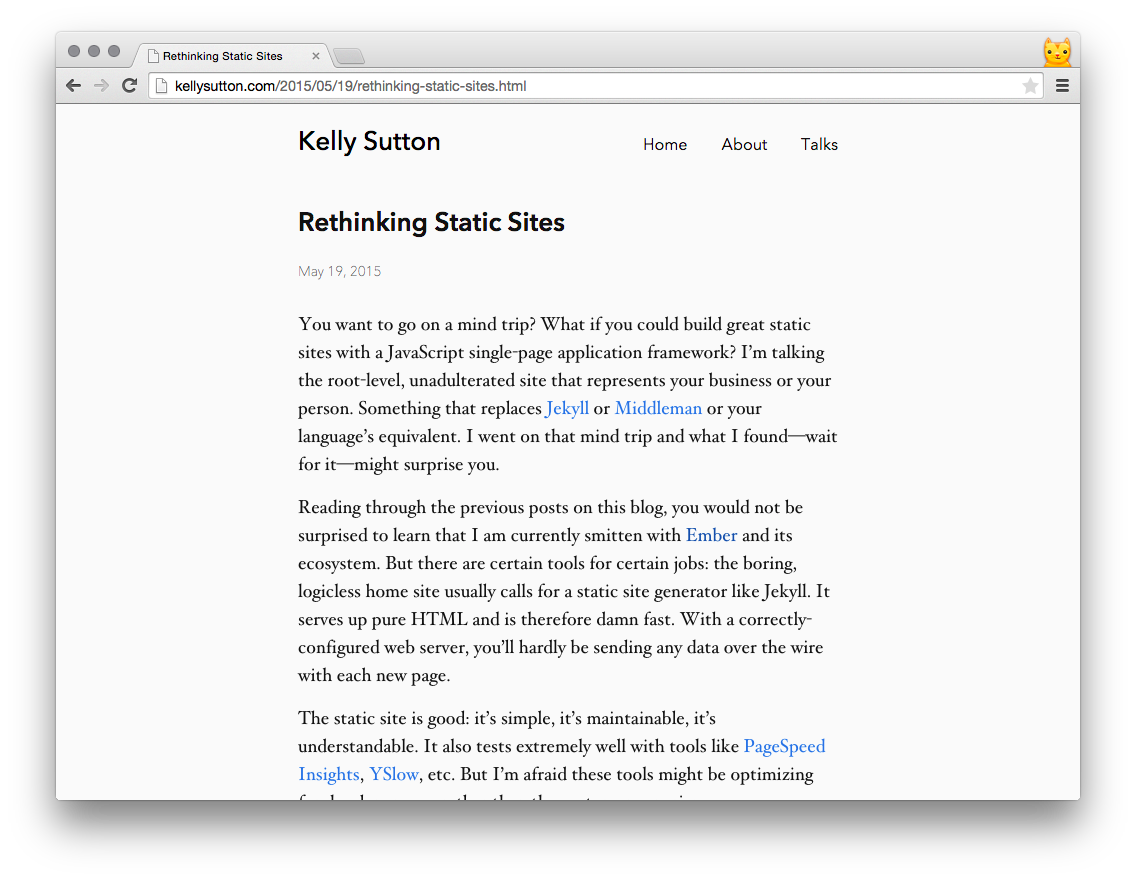 Rethinking Static Sites
kellysutton.com/2015/05/19/rethinking-static-sites.html
Kelly Sutton
Home About Talks
Rethinking Static Sites
May 19, 2015
You want to go on a mind trip? What if you could build great static
sites with a JavaScript single-page application framework? I’m talking
the root-level, unadulterated site that represents your business or your
person. Something that replaces Jekyll or Middleman or your
language’s equivalent. I went on that mind trip and what I found—wait
for it—might surprise you.
Reading through the previous posts on this blog, you would not be
surprised to learn that I am currently smitten with Ember and its
ecosystem. But there are certain tools for certain jobs: the boring,
logicless home site usually calls for a static site generator like Jekyll. It
serves up pure HTML and is therefore damn fast. With a correctly-
configured web server, you’ll hardly be sending any data over the wire
with each new page.
The static site is good: it’s simple, it’s maintainable, it’s
understandable. It also tests extremely well with tools like PageSpeed
Insights, YSlow, etc. But I’m afraid these tools might be optimizing